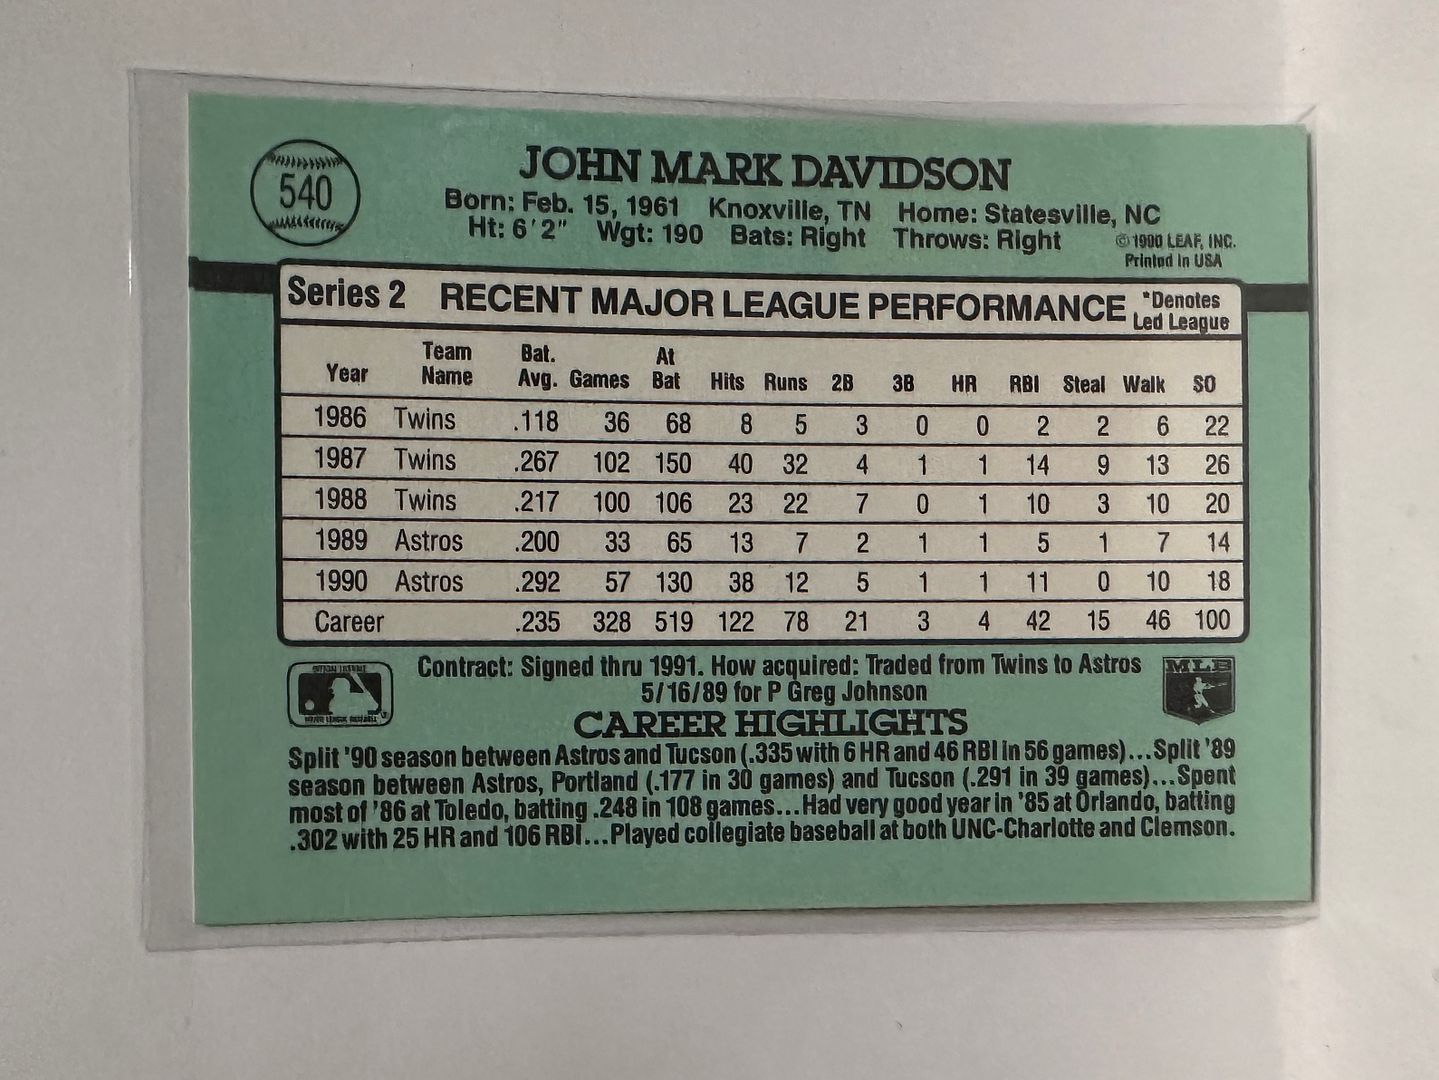 540
JOHN MARK DAVIDSON
Born: Feb. 15, 1961 Knoxville, TN Home: Statesville, NC
Ht: 6'2" Wgt: 190 Bats: Right Throws: Right
© 1990 LEAF, INC.
Printed in USA
Series 2 RECENT MAJOR LEAGUE PERFORMANCE *Denotes Led League
Year Team Name Bat. Avg. Games At Bat Hits Runs 2B 3B HR RBI Steal Walk SO
1986 Twins .118 36 68 8 5 3 0 0 2 2 6 22
1987 Twins .267 102 150 40 32 4 1 1 14 9 13 26
1988 Twins .217 100 106 23 22 7 0 1 10 3 10 20
1989 Astros .200 33 65 13 7 2 1 1 5 1 7 14
1990 Astros .292 57 130 38 12 5 1 1 11 0 10 18
Career .235 328 519 122 78 21 3 4 42 15 46 100
Contract: Signed thru 1991. How acquired: Traded from Twins to Astros
5/16/89 for P Greg Johnson
MLB
CAREER HIGHLIGHTS
Split '90 season between Astros and Tucson (.335 with 6 HR and 46 RBI in 56 games)...Split '89
season between Astros, Portland (.177 in 30 games) and Tucson (.291 in 39 games)...Spent
most of '86 at Toledo, batting .248 in 108 games...Had very good year in '85 at Orlando, batting
.302 with 25 HR and 106 RBI...Played collegiate baseball at both UNC-Charlotte and Clemson.